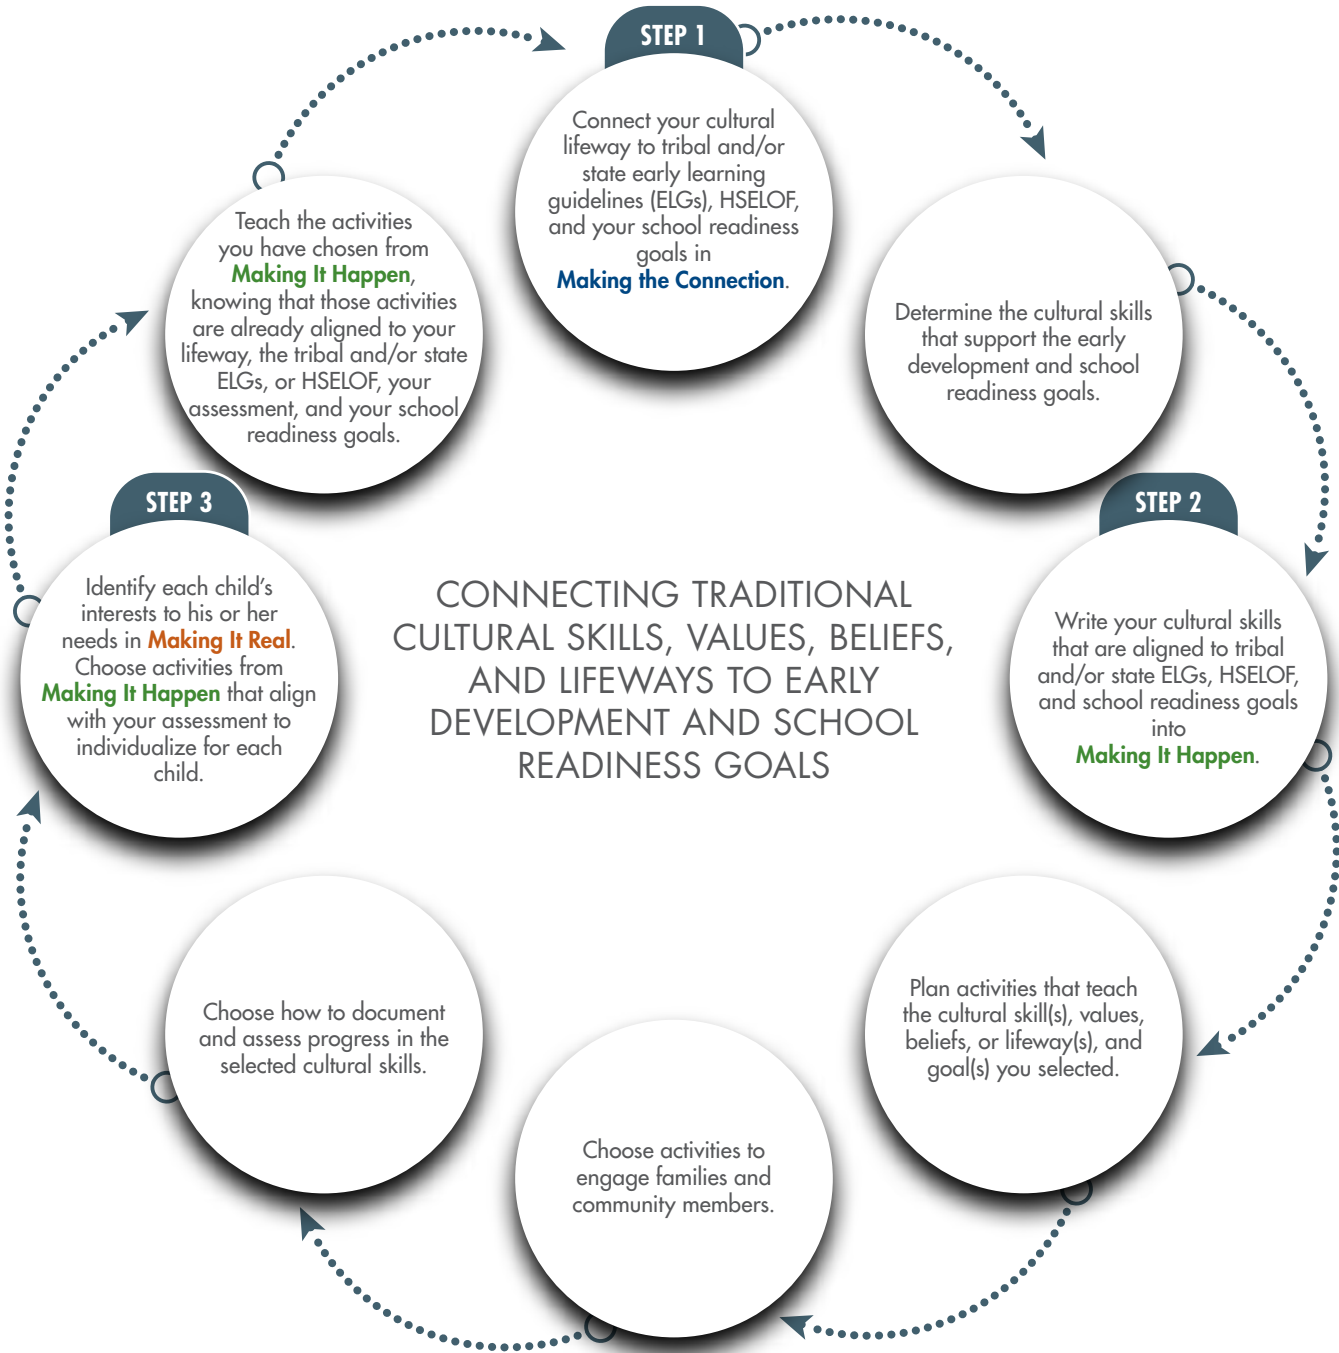 STEP 1
Connect your cultural
lifeway to tribal and/or
state early learning
guidelines (ELGs), HSELOF,
and your school readiness
goals in
Making the Connection.
Determine the cultural skills
that support the early
development and school
readiness goals.
STEP 2
Write your cultural skills
that are aligned to tribal
and/or state ELGs, HSELOF,
and school readiness goals
into
Making It Happen.
Plan activities that teach
the cultural skill(s), values,
beliefs, or lifeway(s), and
goal(s) you selected.
Choose activities to
engage families and
community members.
Choose how to document
and assess progress in the
selected cultural skills.
STEP 3
Identify each child’s
interests to his or her
needs in Making It Real.
Choose activities from
Making It Happen that align
with your assessment to
individualize for each
child.
Teach the activities
you have chosen from
Making It Happen,
knowing that those activities
are already aligned to your
lifeway, the tribal and/or state
ELGs, or HSELOF, your
assessment, and your school
readiness goals.
CONNECTING TRADITIONAL
CULTURAL SKILLS, VALUES, BELIEFS,
AND LIFEWAYS TO EARLY
DEVELOPMENT AND SCHOOL
READINESS GOALS